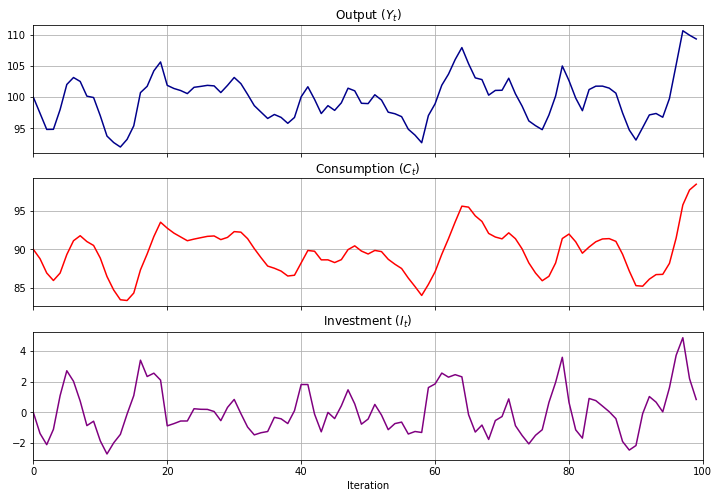 Output (Y_t)
110
105
100
95
Consumption (C_t)
95
90
85
Investment (I_t)
4
2
0
−2
0 20 40 60 80 100
Iteration